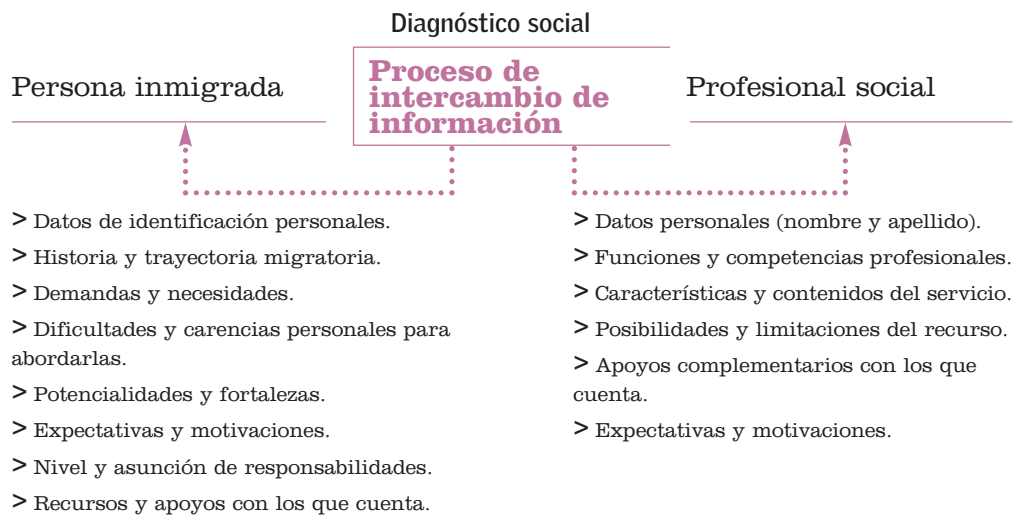 Diagnóstico social
Persona inmigrada
Proceso de
intercambio de
información
Profesional social
> Datos de identificación personales.
> Historia y trayectoria migratoria.
> Demandas y necesidades.
> Dificultades y carencias personales para
abordarlas.
> Potencialidades y fortalezas.
> Expectativas y motivaciones.
> Nivel y asunción de responsabilidades.
> Recursos y apoyos con los que cuenta.
> Datos personales (nombre y apellido).
> Funciones y competencias profesionales.
> Características y contenidos del servicio.
> Posibilidades y limitaciones del recurso.
> Apoyos complementarios con los que
cuenta.
> Expectativas y motivaciones.